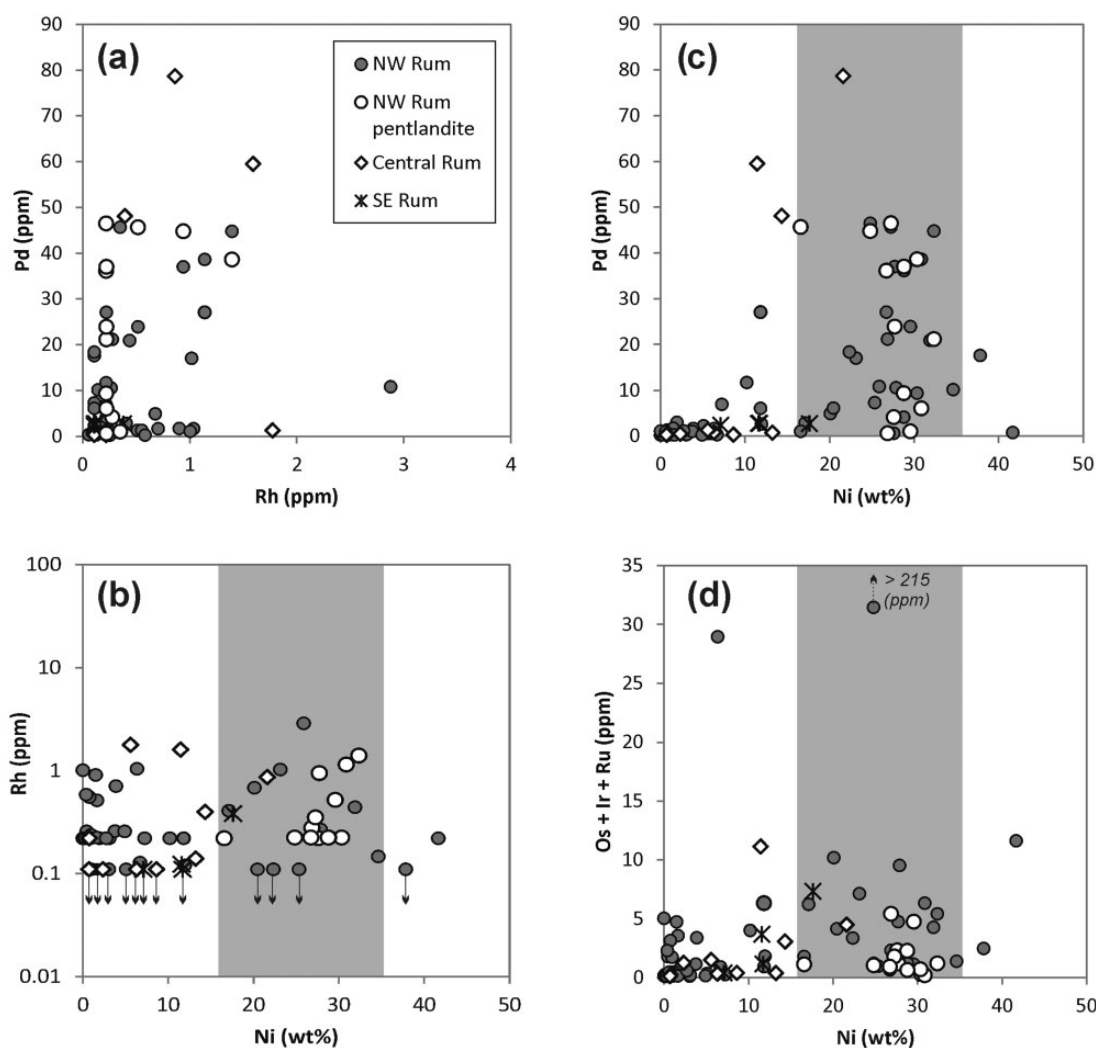 (a)
90
80
70
60
50
40
30
20
10
0
Pd (ppm)
0 1 2 3 4
Rh (ppm)
NW Rum
NW Rum
pentlandite
Central Rum
SE Rum
(c)
90
80
70
60
50
40
30
20
10
0
Pd (ppm)
0 10 20 30 40 50
Ni (wt%)
(b)
100
10
1
0.1
0.01
Rh (ppm)
0 10 20 30 40 50
Ni (wt%)
(d)
35
30
25
20
15
10
5
0
Os + Ir + Ru (ppm)
> 215
(ppm)
0 10 20 30 40 50
Ni (wt%)